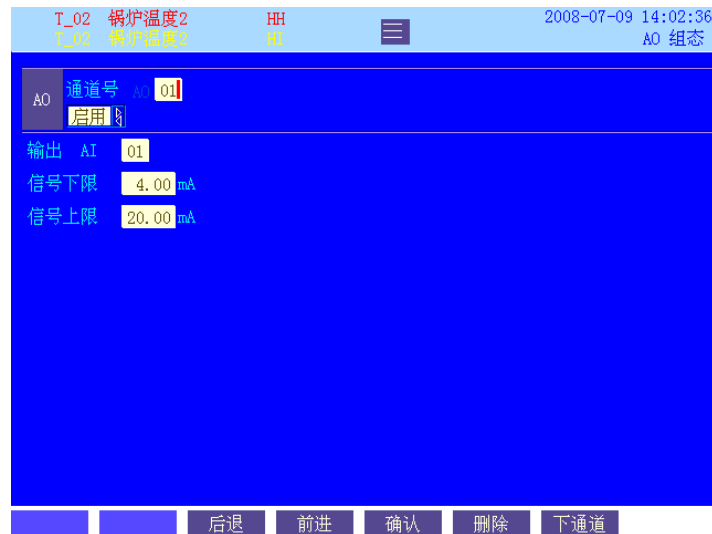 T_02 锅炉温度2 HH 2008-07-09 14:02:36
T_02 锅炉温度2 HI AO 组态
AO 通道号 AO 01
启用
输出 AI 01
信号下限 4.00 mA
信号上限 20.00 mA
后退 前进 确认 删除 下通道